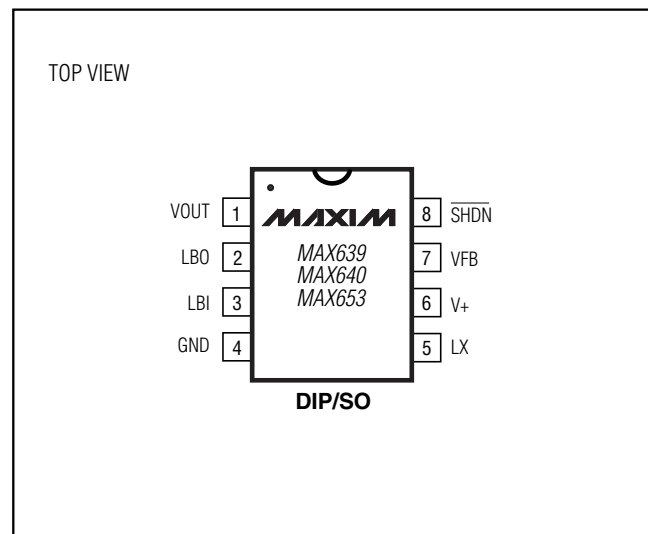 TOP VIEW
VOUT 1
LBO 2
LBI 3
GND 4
MAXIM
MAX639
MAX640
MAX653
8 SHDN
7 VFB
6 V+
5 LX
DIP/SO